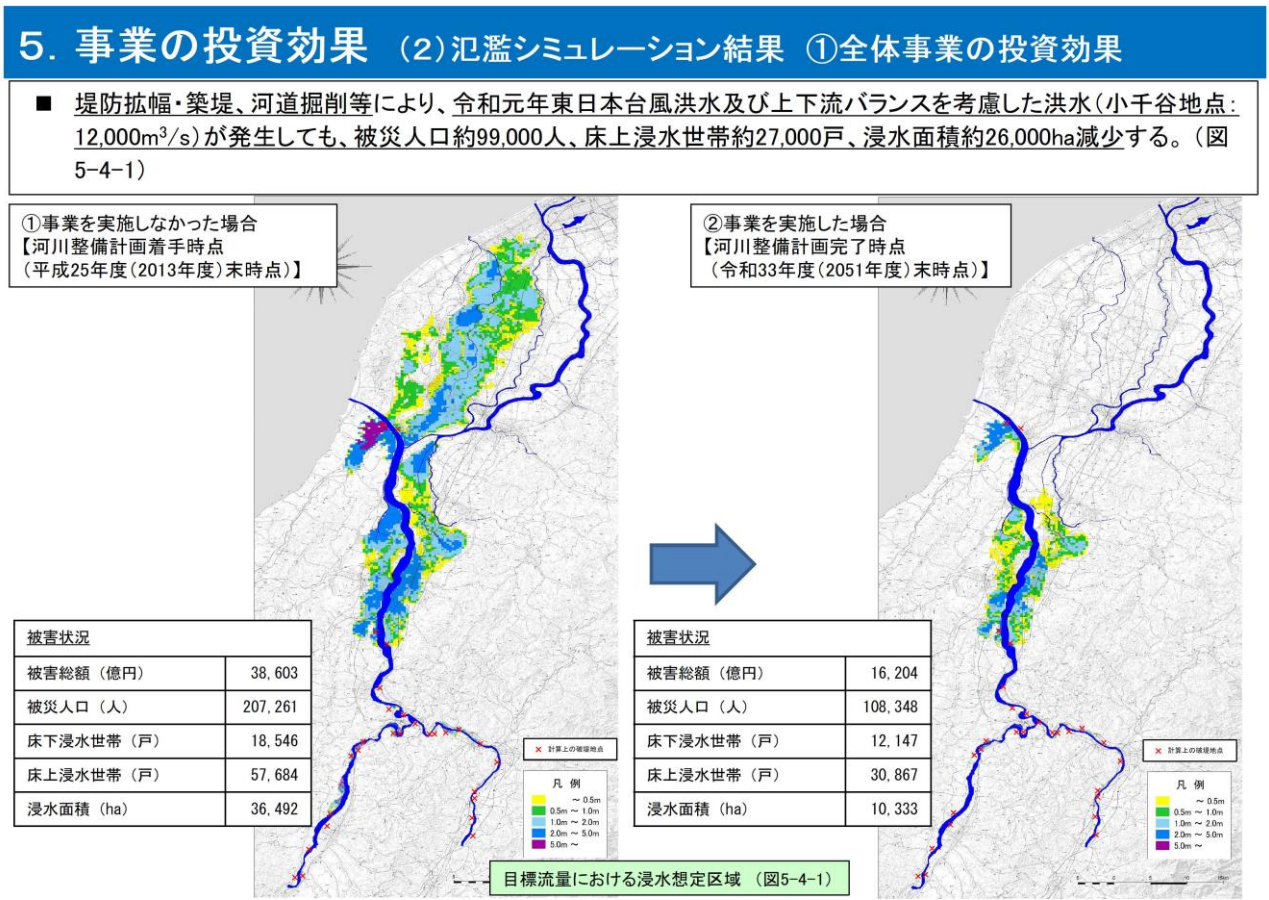 5．事業の投資効果 （2）氾濫シミュレーション結果 ①全体事業の投資効果
■ 堤防拡幅・築堤、河道掘削等により、令和元年東日本台風洪水及び上下流バランスを考慮した洪水（小千谷地点：
12,000m³/s）が発生しても、被災人口約99,000人、床上浸水世帯約27,000戸、浸水面積約26,000ha減少する。（図
5-4-1）
①事業を実施しなかった場合
【河川整備計画着手時点
（平成25年度（2013年度）末時点）】
被害状況
被害総額（億円） 38,603
被災人口（人） 207,261
床下浸水世帯（戸） 18,546
床上浸水世帯（戸） 57,684
浸水面積（ha） 36,492
× 計算上の破堤地点
凡 例
～ 0.5m
0.5m ～ 1.0m
1.0m ～ 2.0m
2.0m ～ 5.0m
5.0m ～
②事業を実施した場合
【河川整備計画完了時点
（令和33年度（2051年度）末時点）】
被害状況
被害総額（億円） 16,204
被災人口（人） 108,348
床下浸水世帯（戸） 12,147
床上浸水世帯（戸） 30,867
浸水面積（ha） 10,333
× 計算上の破堤地点
凡 例
～ 0.5m
0.5m ～ 1.0m
1.0m ～ 2.0m
2.0m ～ 5.0m
5.0m ～
目標流量における浸水想定区域 （図5-4-1）